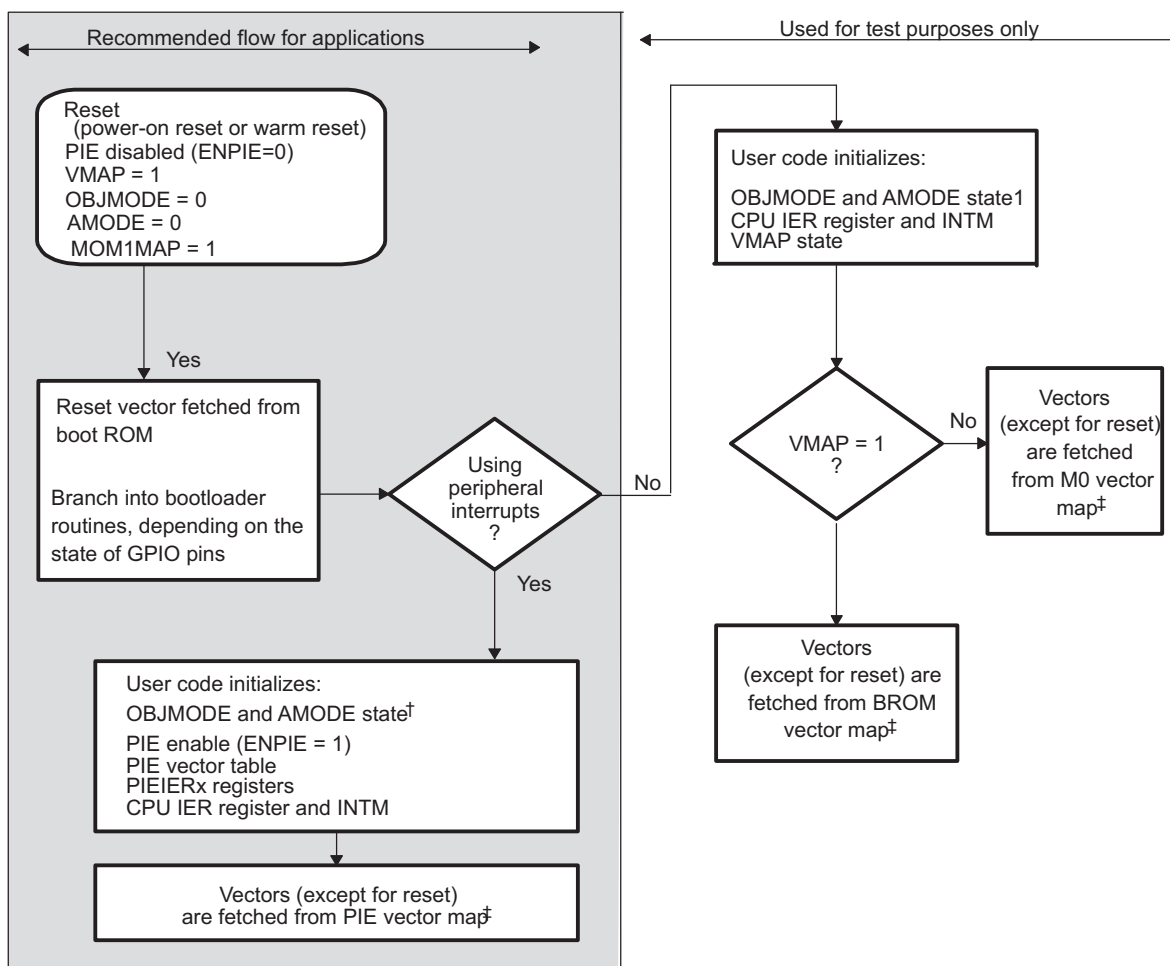 Recommended flow for applications
Used for test purposes only
Reset
(power-on reset or warm reset)
PIE disabled (ENPIE=0)
VMAP = 1
OBJMODE = 0
AMODE = 0
MOM1MAP = 1
Yes
Reset vector fetched from
boot ROM
Branch into bootloader
routines, depending on the
state of GPIO pins
Using
peripheral
interrupts
?
No
Yes
User code initializes:
OBJMODE and AMODE state†
PIE enable (ENPIE = 1)
PIE vector table
PIEIERx registers
CPU IER register and INTM
Vectors (except for reset)
are fetched from PIE vector map‡
User code initializes:
OBJMODE and AMODE state1
CPU IER register and INTM
VMAP state
VMAP = 1
?
No
Vectors
(except for reset)
are fetched
from M0 vector
map‡
Vectors
(except for reset) are
fetched from BROM
vector map‡